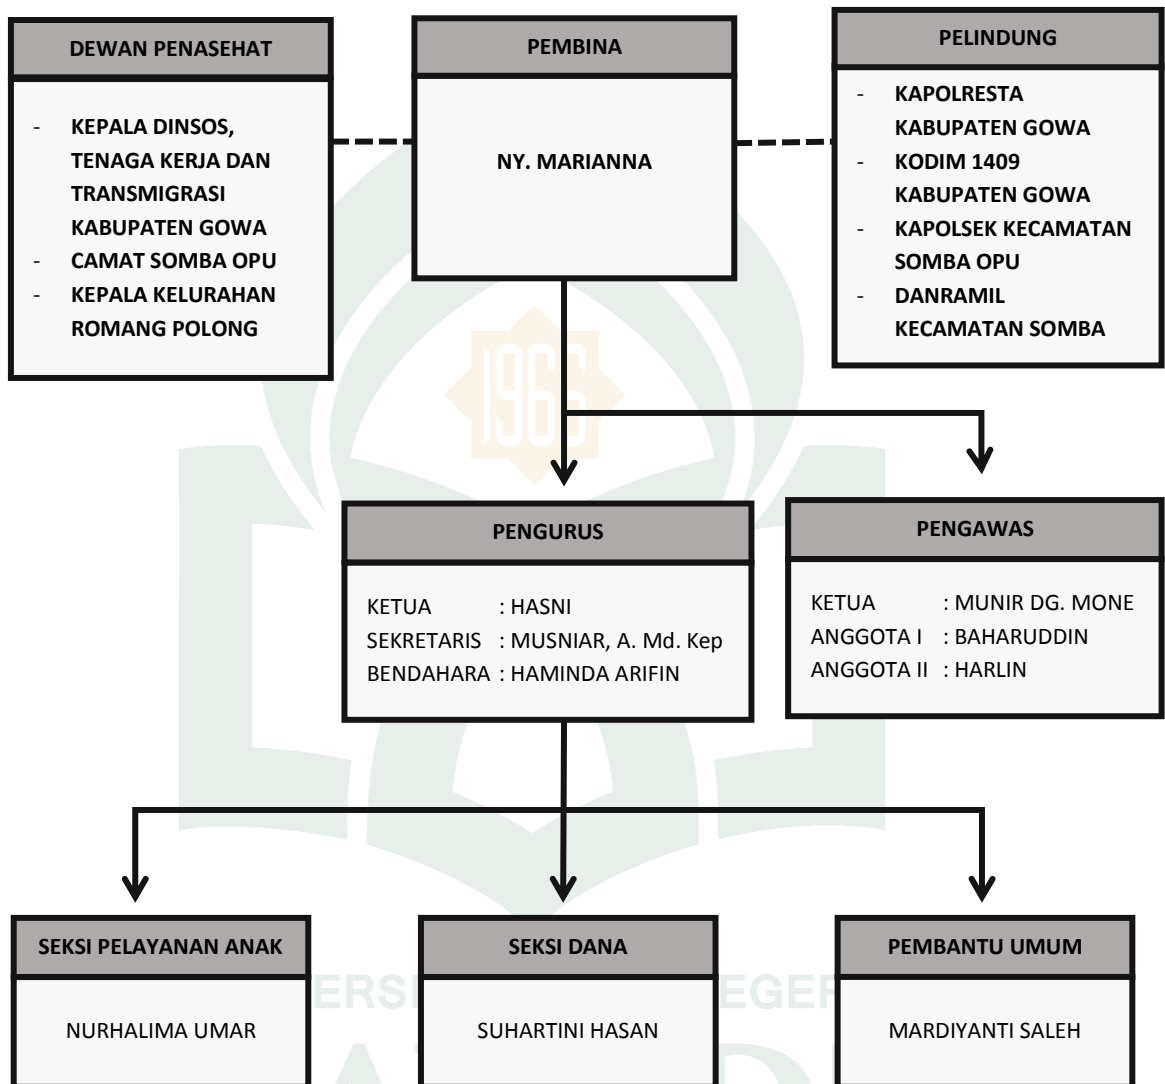 DEWAN PENASEHAT
- KEPALA DINSOS,
TENAGA KERJA DAN
TRANSMIGRASI
KABUPATEN GOWA
- CAMAT SOMBA OPU
- KEPALA KELURAHAN
ROMANG POLONG
PEMBINA
NY. MARIANNA
PELINDUNG
- KAPOLRESTA
KABUPATEN GOWA
- KODIM 1409
KABUPATEN GOWA
- KAPOLSEK KECAMATAN
SOMBA OPU
- DANRAMIL
KECAMATAN SOMBA
1965
PENGURUS
KETUA : HASNI
SEKRETARIS : MUSNIAR, A. Md. Kep
BENDAHARA : HAMINDA ARIFIN
PENGAWAS
KETUA : MUNIR DG. MONE
ANGGOTA I : BAHARUDDIN
ANGGOTA II : HARLIN
SEKSI PELAYANAN ANAK
NURHALIMA UMAR
SEKSI DANA
SUHARTINI HASAN
PEMBANTU UMUM
MARDIYANTI SALEH